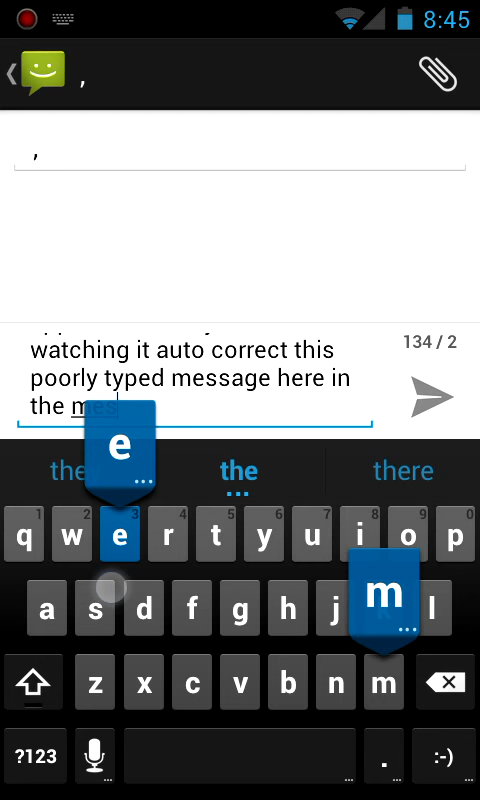 8:45
,
,
watching it auto correct this
poorly typed message here in
the mes
134 / 2
the the there
1 2 3 4 5 6 7 8 9 0
q w e r t y u i o p
e
a s d f g h j l
m
z x c v b n m
?123 . :-)